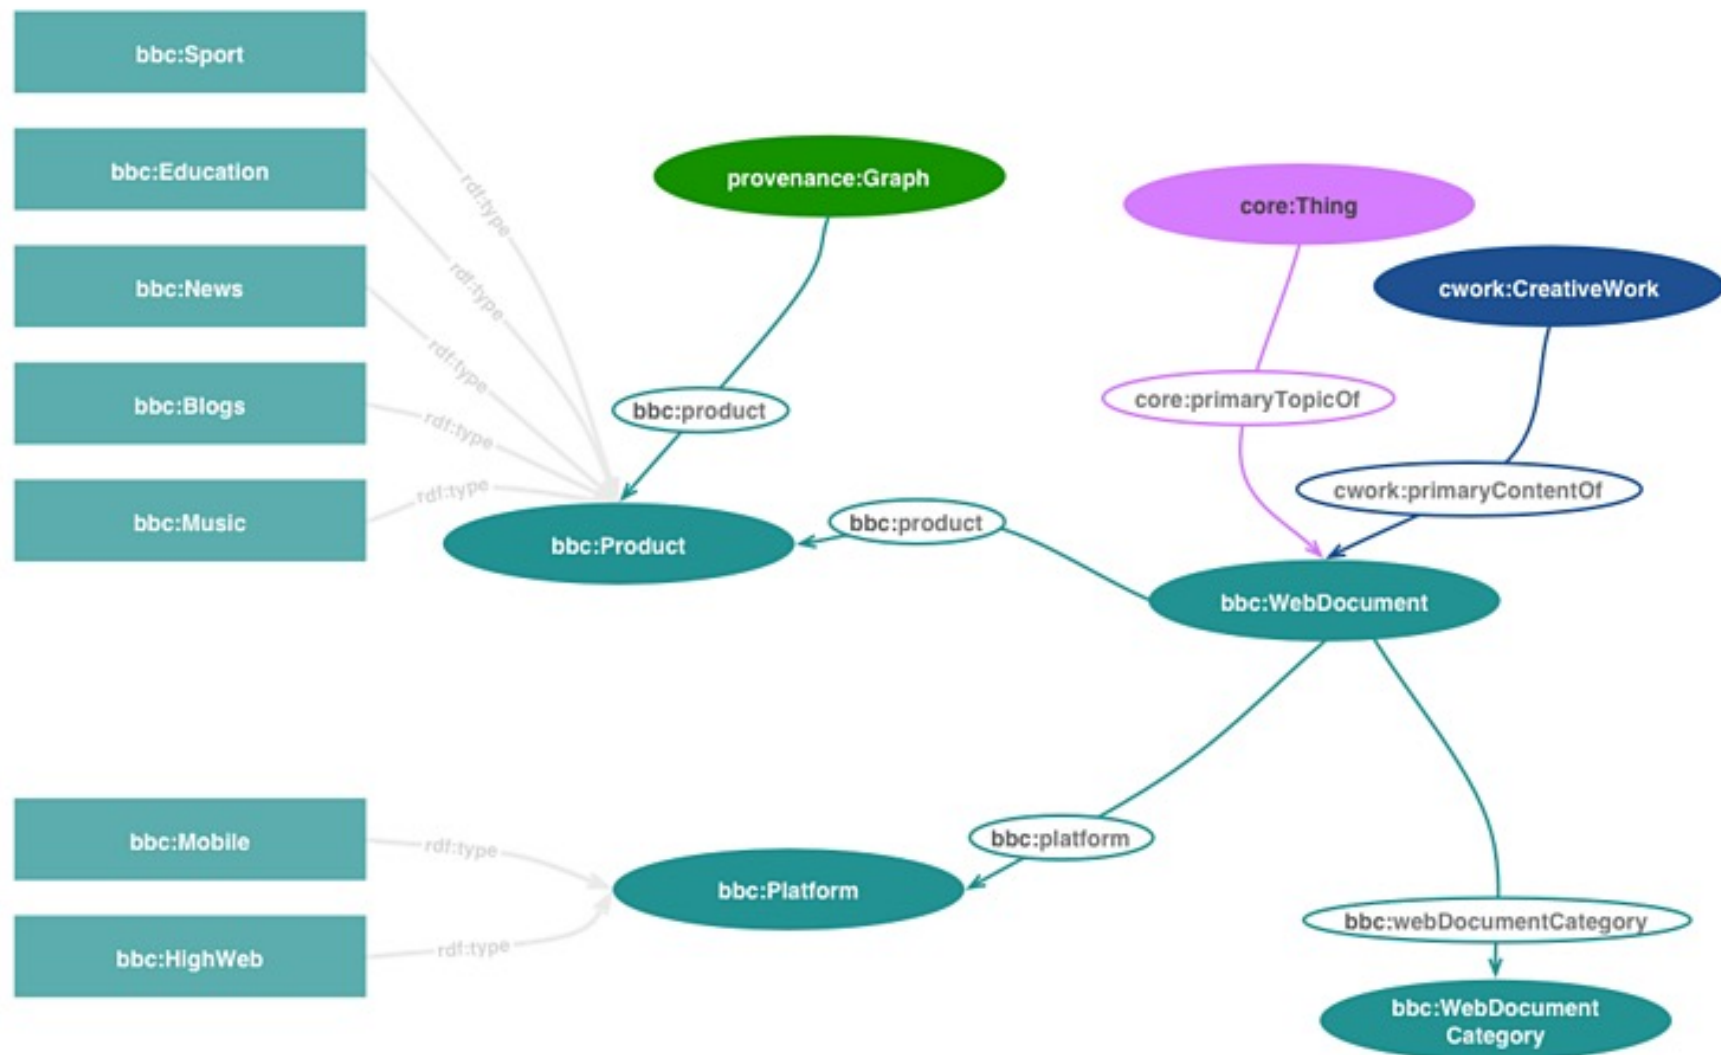 bbc:Sport
bbc:Education
bbc:News
bbc:Blogs
bbc:Music
rdf:type
rdf:type
rdf:type
rdf:type
rdf:type
provenance:Graph
core:Thing
cwork:CreativeWork
bbc:product
core:primaryTopicOf
cwork:primaryContentOf
bbc:product
bbc:Product
bbc:WebDocument
bbc:Mobile
bbc:HighWeb
rdf:type
rdf:type
bbc:Platform
bbc:platform
bbc:webDocumentCategory
bbc:WebDocument
Category